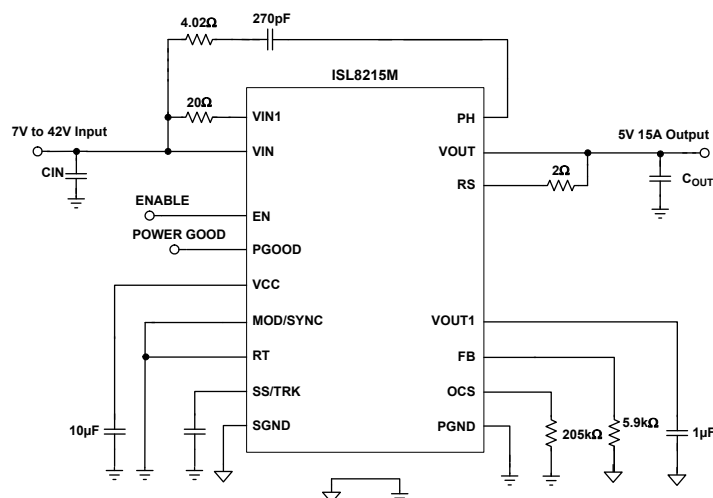 4.02Ω
270pF
ISL8215M
20Ω
VIN1
PH
7V to 42V Input
VIN
VOUT
5V 15A Output
CIN
RS
2Ω
COUT
ENABLE
EN
POWER GOOD
PGOOD
VCC
MOD/SYNC
VOUT1
RT
FB
SS/TRK
OCS
10µF
SGND
PGND
205kΩ
5.9kΩ
1µF